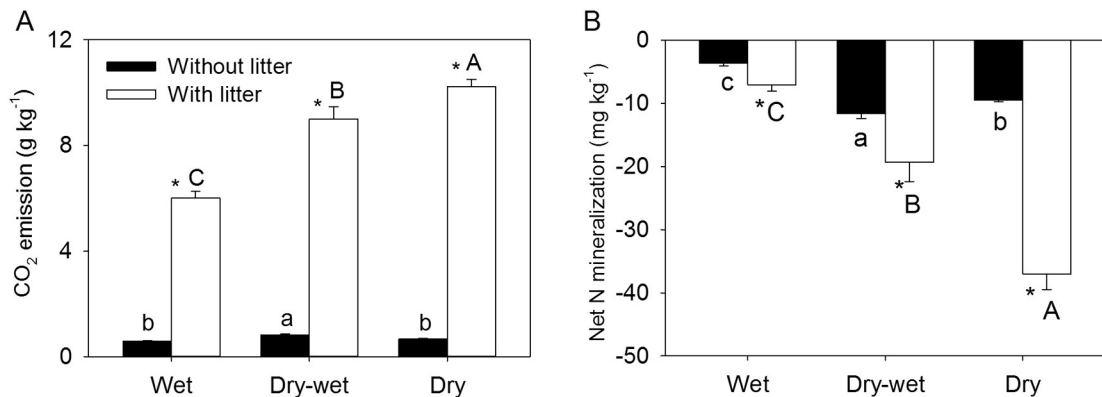 A
CO₂ emission (g kg⁻¹)
12
8
4
0
Without litter
With litter
b
* C
a
* B
b
* A
Wet
Dry-wet
Dry
B
Net N mineralization (mg kg⁻¹)
0
-10
-20
-30
-40
-50
c
*C
a
*B
b
* A
Wet
Dry-wet
Dry